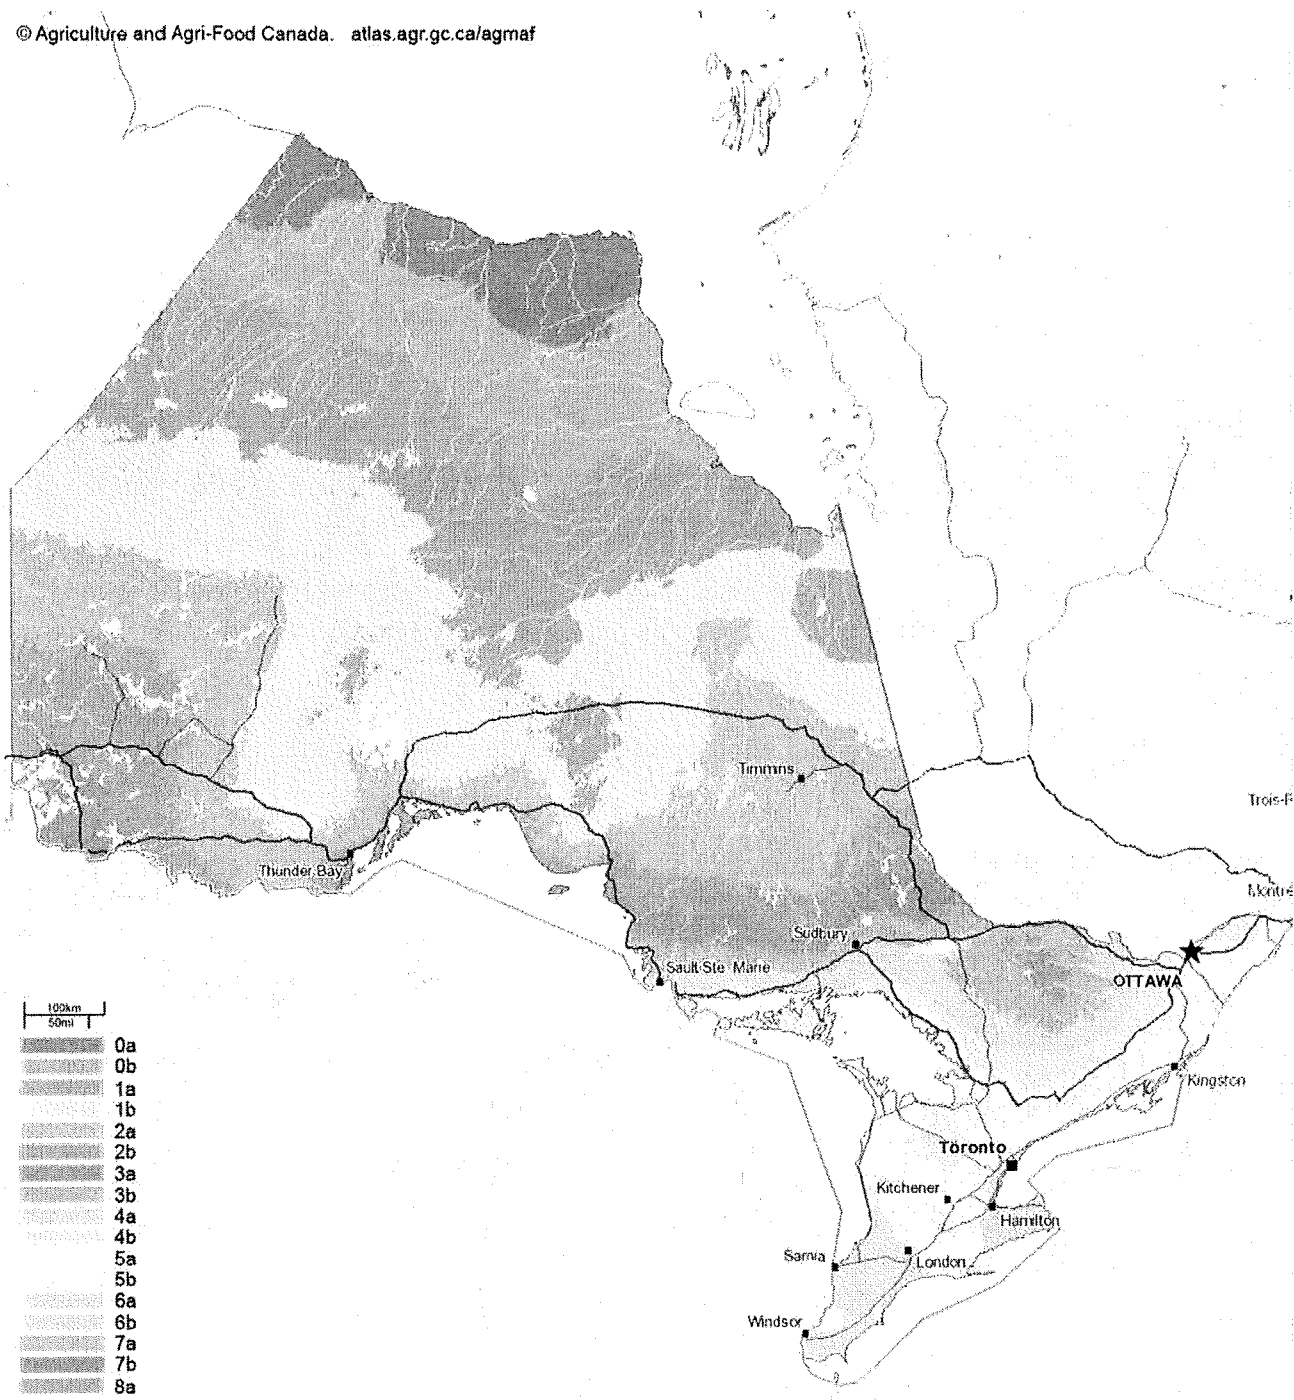 © Agriculture and Agri-Food Canada. atlas.agr.gc.ca/agmaf
Timmins
Trois-R
Thunder Bay
Montré
Sudbury
Sault Ste Marie
OTTAWA
100km
50mi
0a
0b
1a
1b
2a
2b
3a
3b
4a
4b
5a
5b
6a
6b
7a
7b
8a
Kingston
Toronto
Kitchener
Hamilton
Sarnia
London
Windsor